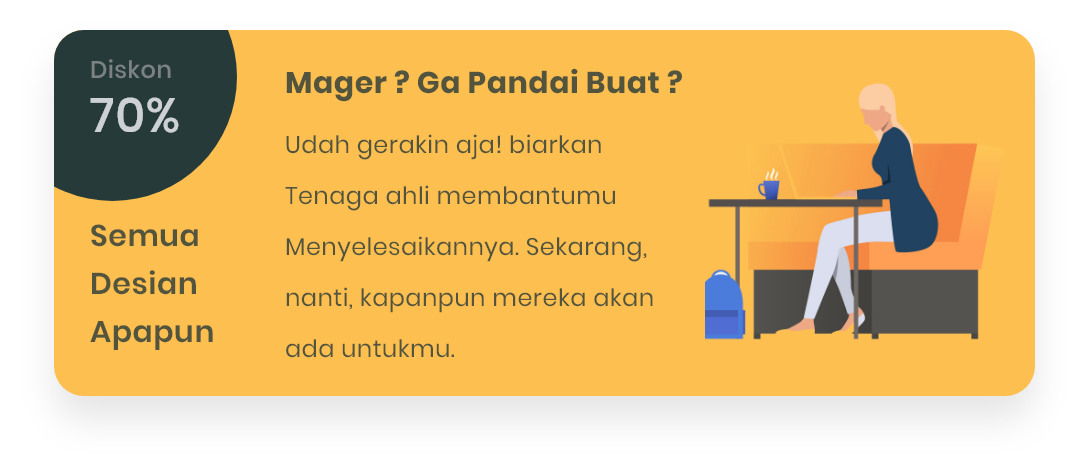 Diskon
70%
Semua
Desian
Apapun
Mager ? Ga Pandai Buat ?
Udah gerakin aja! biarkan
Tenaga ahli membantumu
Menyelesaikannya. Sekarang,
nanti, kapanpun mereka akan
ada untukmu.